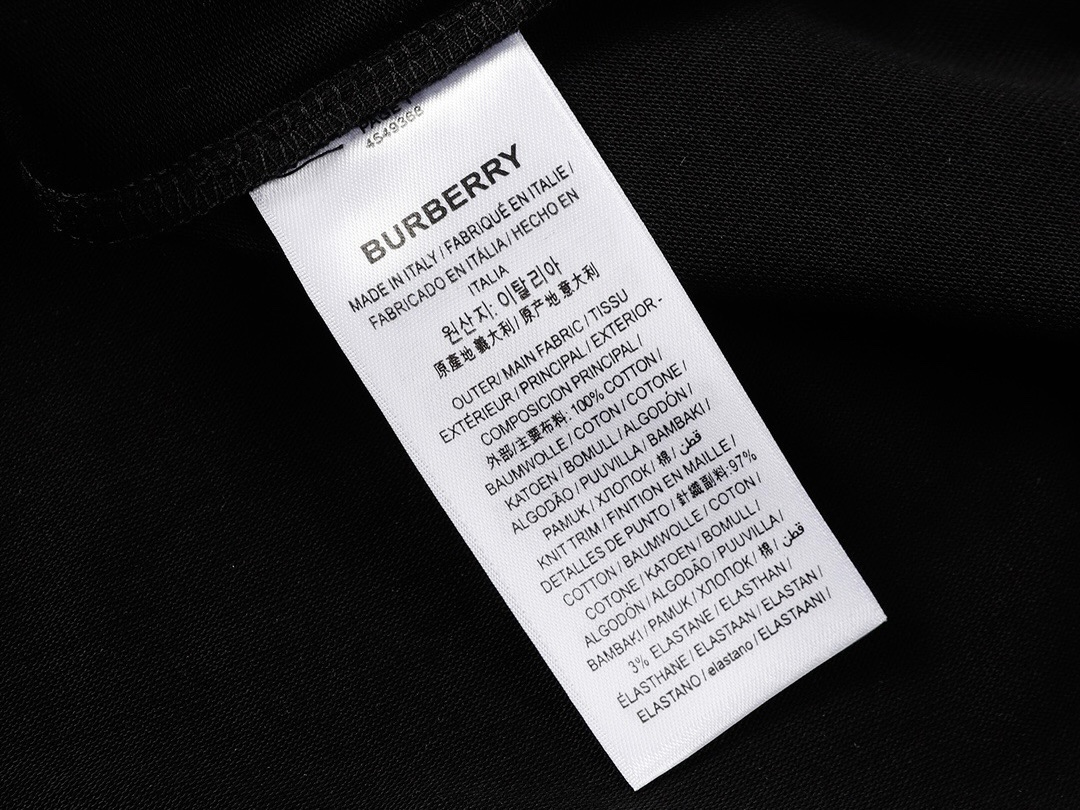 PAGET
4549368
BURBERRY
MADE IN ITALY / FABRIQUÉ EN ITALIE /
FABRICADO EN ITÁLIA / HECHO EN
ITALIA
원산지: 이탈리아
原產地 義大利 / 原产地 意大利
OUTER/ MAIN FABRIC / TISSU
EXTÉRIEUR / PRINCIPAL / EXTERIOR -
COMPOSICION PRINCIPAL /
外部/主要布料: 100% COTTON /
BAUMWOLLE / COTON / COTONE /
KATOEN / BOMULL / ALGODÓN /
ALGODÃO / PUUVILLA / BAMBAKI /
PAMUK / ХЛОПОК / 棉 / قطن
KNIT TRIM / FINITION EN MAILLE /
DETALLES DE PUNTO / 針織副料: 97%
COTTON / BAUMWOLLE / COTON /
COTONE / KATOEN / BOMULL /
ALGODÓN / ALGODÃO / PUUVILLA /
BAMBAKI / PAMUK / ХЛОПОК / 棉 / قطن
3% ELASTANE / ELASTHAN /
ÉLASTHANE / ELASTAAN / ELASTAN /
ELASTANO / elastano / ELASTAANI /